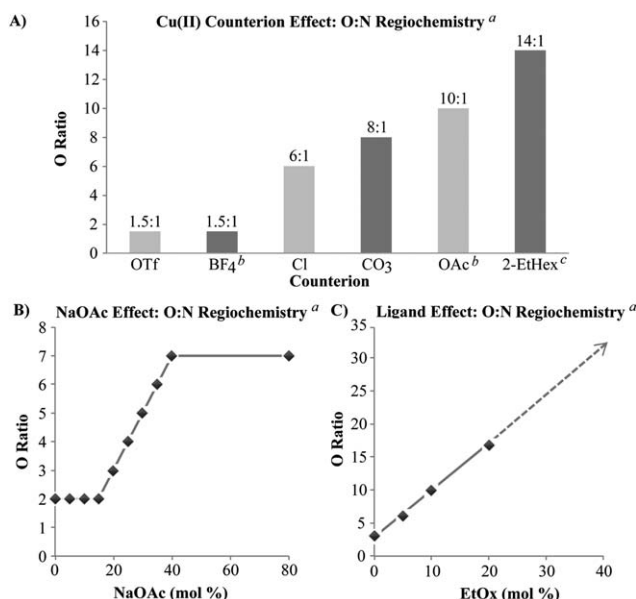 A) Cu(II) Counterion Effect: O:N Regiochemistry a
O Ratio
16
14
12
10
8
6
4
2
0
1.5:1
1.5:1
6:1
8:1
10:1
14:1
OTf BF4 b Cl CO3 OAc b 2-EtHex c
Counterion
B) NaOAc Effect: O:N Regiochemistry a
O Ratio
8
7
6
5
4
3
2
1
0
0 20 40 60 80
NaOAc (mol %)
C) Ligand Effect: O:N Regiochemistry a
O Ratio
35
30
25
20
15
10
5
0
0 10 20 30 40
EtOx (mol %)